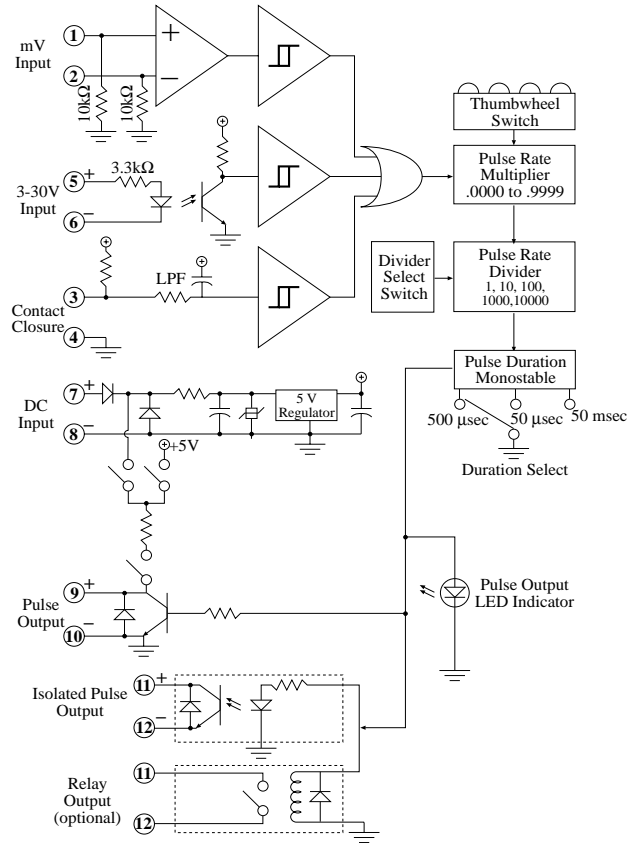 1
+
mV
Input
2
−
10kΩ
10kΩ
Thumbwheel
Switch
Pulse Rate
Multiplier
.0000 to .9999
5
+
3.3kΩ
3-30V
Input
6
−
Pulse Rate
Divider
1, 10, 100,
1000,10000
Divider
Select
Switch
3
LPF
Contact
Closure
4
Pulse Duration
Monostable
500 µsec
50 µsec
50 msec
Duration Select
7
+
DC
Input
8
−
5 V
Regulator
+5V
9
+
Pulse
Output
10
−
Pulse Output
LED Indicator
11
+
Isolated Pulse
Output
12
−
11
Relay
Output
(optional)
12